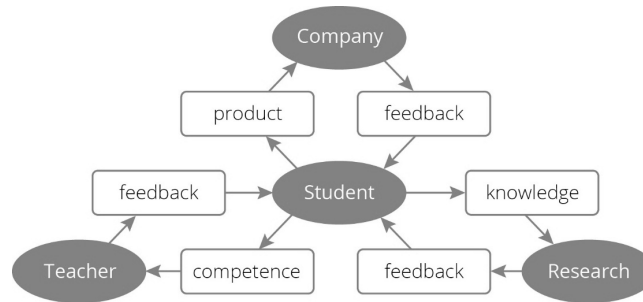 Company
product
feedback
feedback
Student
knowledge
Teacher
competence
feedback
Research